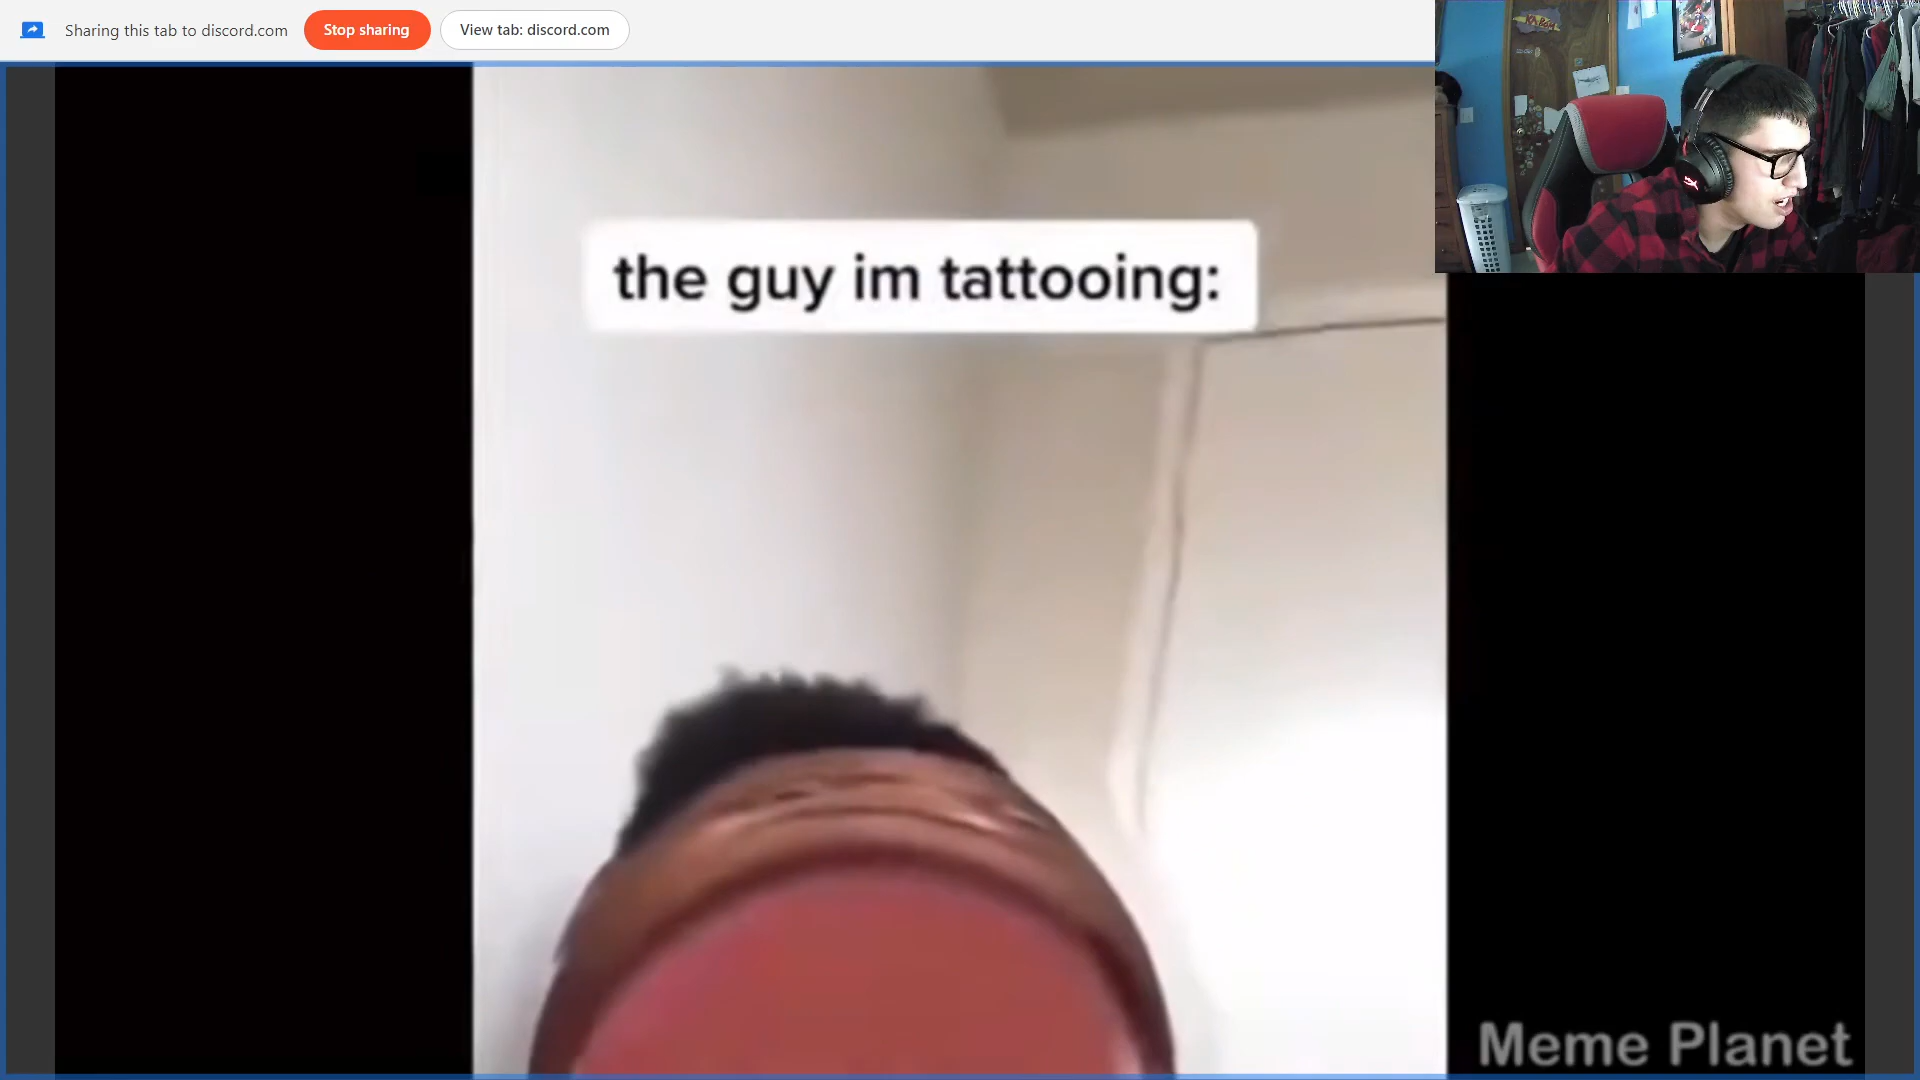 Sharing this tab to discord.com
Stop sharing
View tab: discord.com
the guy im tattooing:
Meme Planet